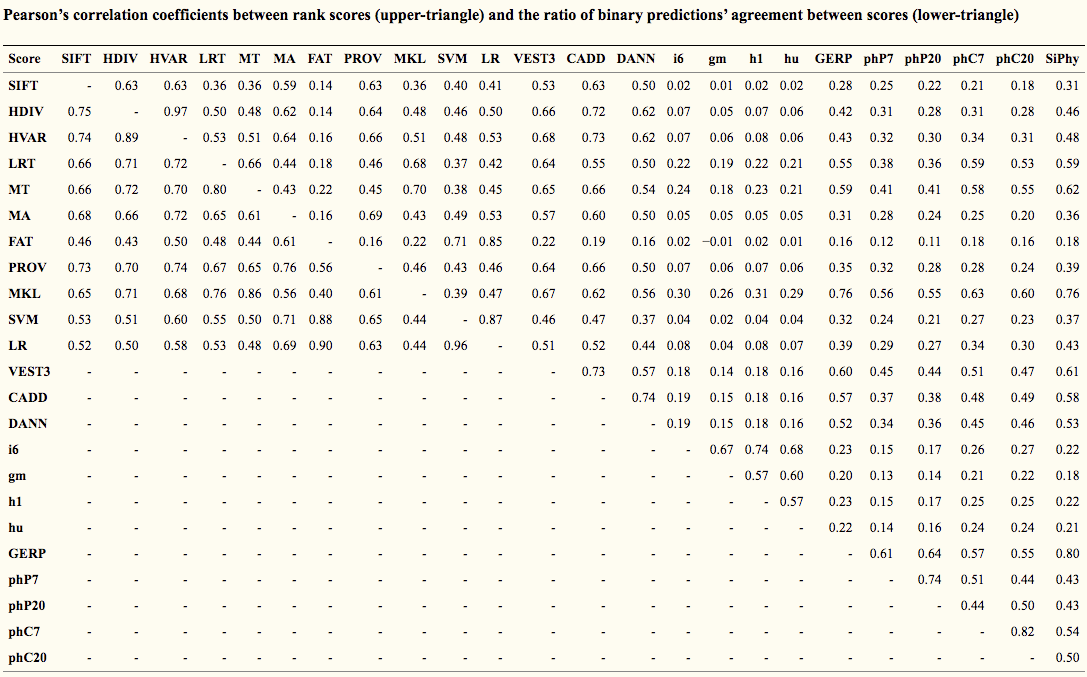 Pearson’s correlation coefficients between rank scores (upper-triangle) and the ratio of binary predictions’ agreement between scores (lower-triangle)
Score SIFT HDIV HVAR LRT MT MA FAT PROV MKL SVM LR VEST3 CADD DANN i6 gm h1 hu GERP phP7 phP20 phC7 phC20 SiPhy
SIFT - 0.63 0.63 0.36 0.36 0.59 0.14 0.63 0.36 0.40 0.41 0.53 0.63 0.50 0.02 0.01 0.02 0.02 0.28 0.25 0.22 0.21 0.18 0.31
HDIV 0.75 - 0.97 0.50 0.48 0.62 0.14 0.64 0.48 0.46 0.50 0.66 0.72 0.62 0.07 0.05 0.07 0.06 0.42 0.31 0.28 0.31 0.28 0.46
HVAR 0.74 0.89 - 0.53 0.51 0.64 0.16 0.66 0.51 0.48 0.53 0.68 0.73 0.62 0.07 0.06 0.08 0.06 0.43 0.32 0.30 0.34 0.31 0.48
LRT 0.66 0.71 0.72 - 0.66 0.44 0.18 0.46 0.68 0.37 0.42 0.64 0.55 0.50 0.22 0.19 0.22 0.21 0.55 0.38 0.36 0.59 0.53 0.59
MT 0.66 0.72 0.70 0.80 - 0.43 0.22 0.45 0.70 0.38 0.45 0.65 0.66 0.54 0.24 0.18 0.23 0.21 0.59 0.41 0.41 0.58 0.55 0.62
MA 0.68 0.66 0.72 0.65 0.61 - 0.16 0.69 0.43 0.49 0.53 0.57 0.60 0.50 0.05 0.05 0.05 0.05 0.31 0.28 0.24 0.25 0.20 0.36
FAT 0.46 0.43 0.50 0.48 0.44 0.61 - 0.16 0.22 0.71 0.85 0.22 0.19 0.16 0.02 −0.01 0.02 0.01 0.16 0.12 0.11 0.18 0.16 0.18
PROV 0.73 0.70 0.74 0.67 0.65 0.76 0.56 - 0.46 0.43 0.46 0.64 0.66 0.50 0.07 0.06 0.07 0.06 0.35 0.32 0.28 0.28 0.24 0.39
MKL 0.65 0.71 0.68 0.76 0.86 0.56 0.40 0.61 - 0.39 0.47 0.67 0.62 0.56 0.30 0.26 0.31 0.29 0.76 0.56 0.55 0.63 0.60 0.76
SVM 0.53 0.51 0.60 0.55 0.50 0.71 0.88 0.65 0.44 - 0.87 0.46 0.47 0.37 0.04 0.02 0.04 0.04 0.32 0.24 0.21 0.27 0.23 0.37
LR 0.52 0.50 0.58 0.53 0.48 0.69 0.90 0.63 0.44 0.96 - 0.51 0.52 0.44 0.08 0.04 0.08 0.07 0.39 0.29 0.27 0.34 0.30 0.43
VEST3 - - - - - - - - - - - - 0.73 0.57 0.18 0.14 0.18 0.16 0.60 0.45 0.44 0.51 0.47 0.61
CADD - - - - - - - - - - - - - 0.74 0.19 0.15 0.18 0.16 0.57 0.37 0.38 0.48 0.49 0.58
DANN - - - - - - - - - - - - - - 0.19 0.15 0.18 0.16 0.52 0.34 0.36 0.45 0.46 0.53
i6 - - - - - - - - - - - - - - - 0.67 0.74 0.68 0.23 0.15 0.17 0.26 0.27 0.22
gm - - - - - - - - - - - - - - - - 0.57 0.60 0.20 0.13 0.14 0.21 0.22 0.18
h1 - - - - - - - - - - - - - - - - - 0.57 0.23 0.15 0.17 0.25 0.25 0.22
hu - - - - - - - - - - - - - - - - - - 0.22 0.14 0.16 0.24 0.24 0.21
GERP - - - - - - - - - - - - - - - - - - - 0.61 0.64 0.57 0.55 0.80
phP7 - - - - - - - - - - - - - - - - - - - - 0.74 0.51 0.44 0.43
phP20 - - - - - - - - - - - - - - - - - - - - - 0.44 0.50 0.43
phC7 - - - - - - - - - - - - - - - - - - - - - - 0.82 0.54
phC20 - - - - - - - - - - - - - - - - - - - - - - - 0.50